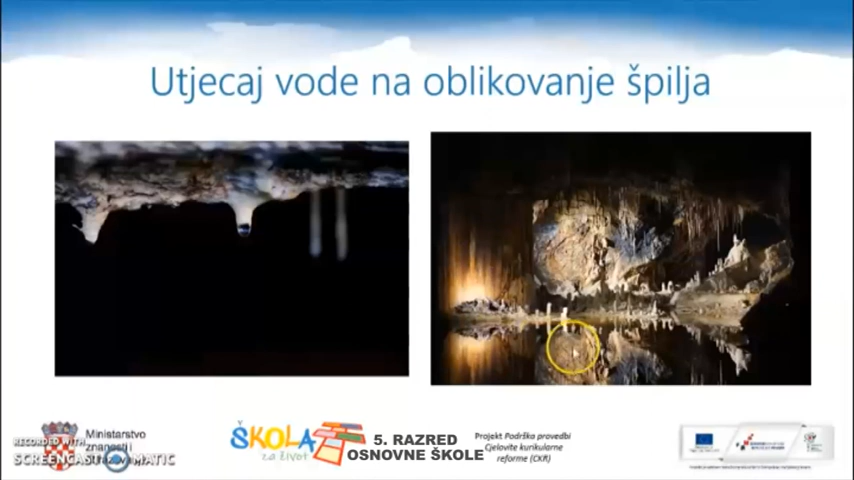 Utjecaj vode na oblikovanje špilja
Ministarstvo
znanosti i
RECORDED WITH
SCREENCAST MATIC
ŠKOLA
za život
5. RAZRED
OSNOVNE ŠKOLE
Projekt Podrška provedbi
Cjelovite kurikularne
reforme (CKR)